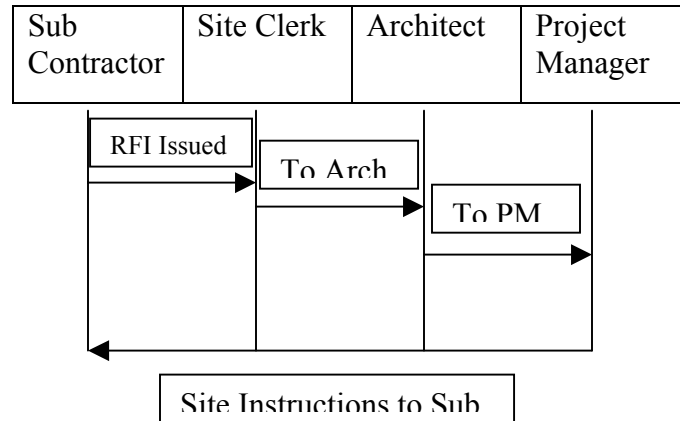 Sub
Contractor
Site Clerk
Architect
Project
Manager
RFI Issued
To Arch
To PM
Site Instructions to Sub